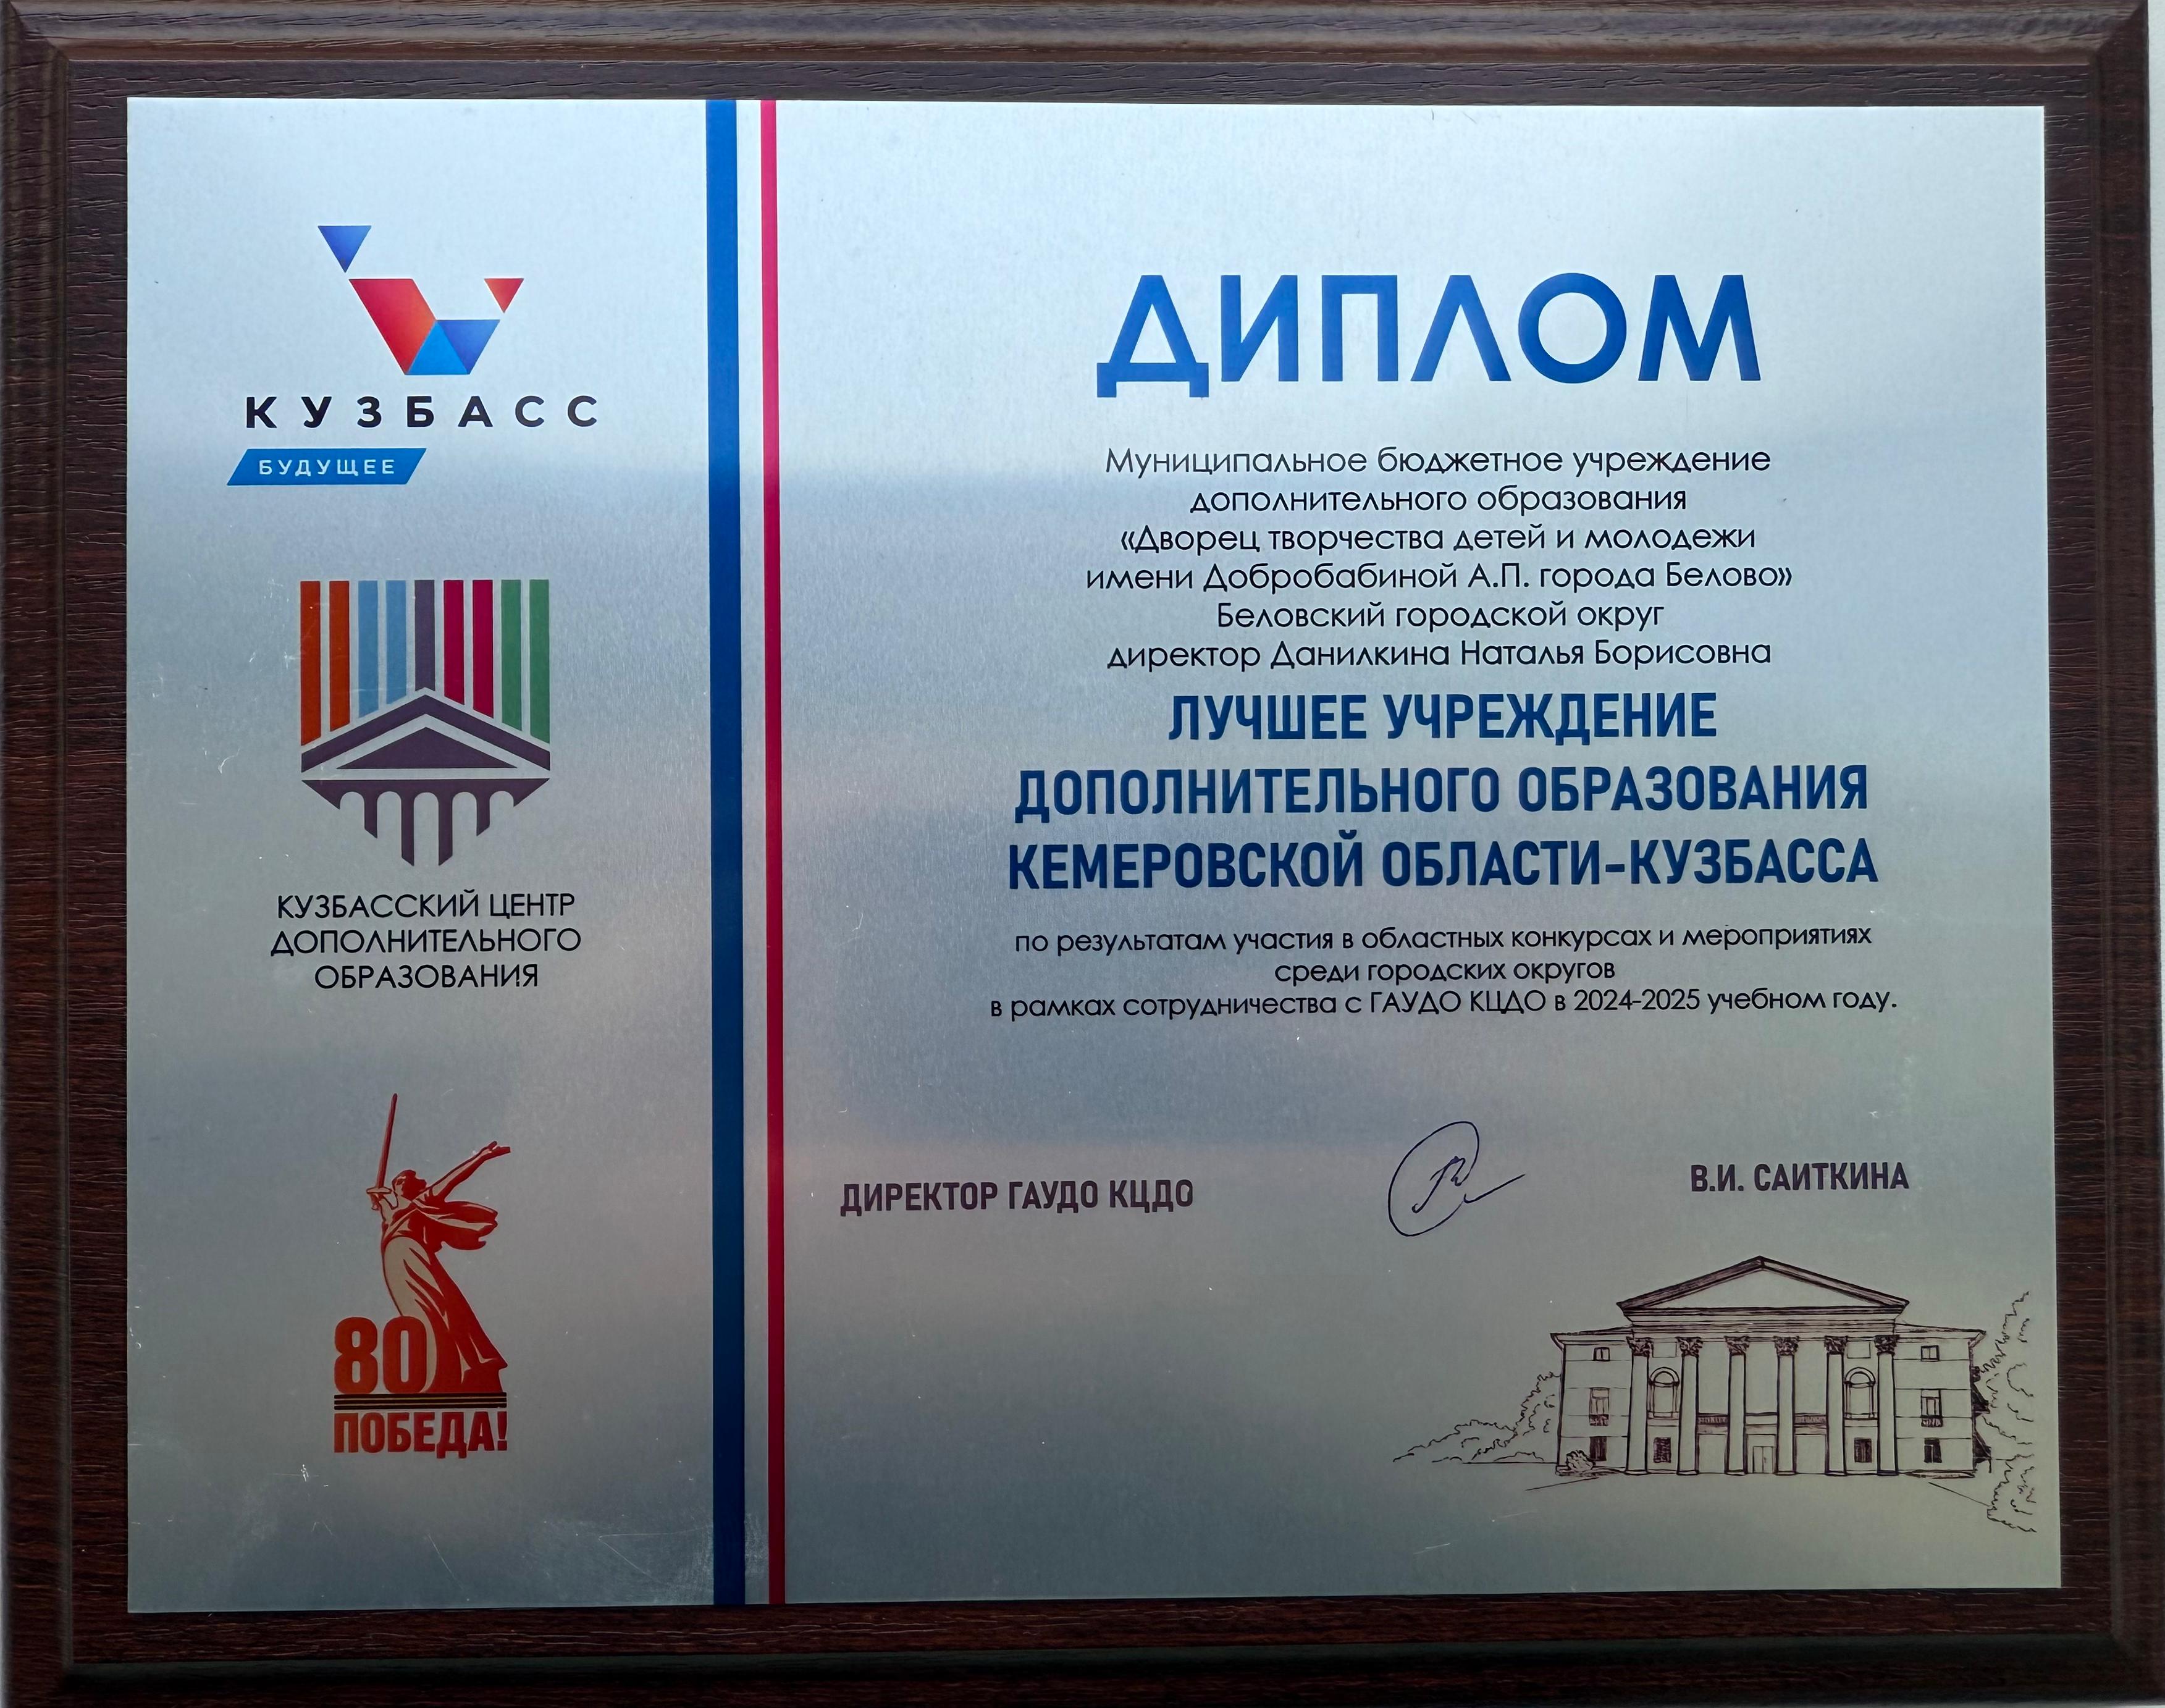 КУЗБАСС
БУДУЩЕЕ
КУЗБАССКИЙ ЦЕНТР
ДОПОЛНИТЕЛЬНОГО
ОБРАЗОВАНИЯ
80
ПОБЕДА!
ДИПЛОМ
Муниципальное бюджетное учреждение
дополнительного образования
«Дворец творчества детей и молодежи
имени Добробабиной А.П. города Белово»
Беловский городской округ
директор Данилкина Наталья Борисовна
ЛУЧШЕЕ УЧРЕЖДЕНИЕ
ДОПОЛНИТЕЛЬНОГО ОБРАЗОВАНИЯ
КЕМЕРОВСКОЙ ОБЛАСТИ-КУЗБАССА
по результатам участия в областных конкурсах и мероприятиях
среди городских округов
в рамках сотрудничества с ГАУДО КЦДО в 2024-2025 учебном году.
ДИРЕКТОР ГАУДО КЦДО
В.И. САИТКИНА